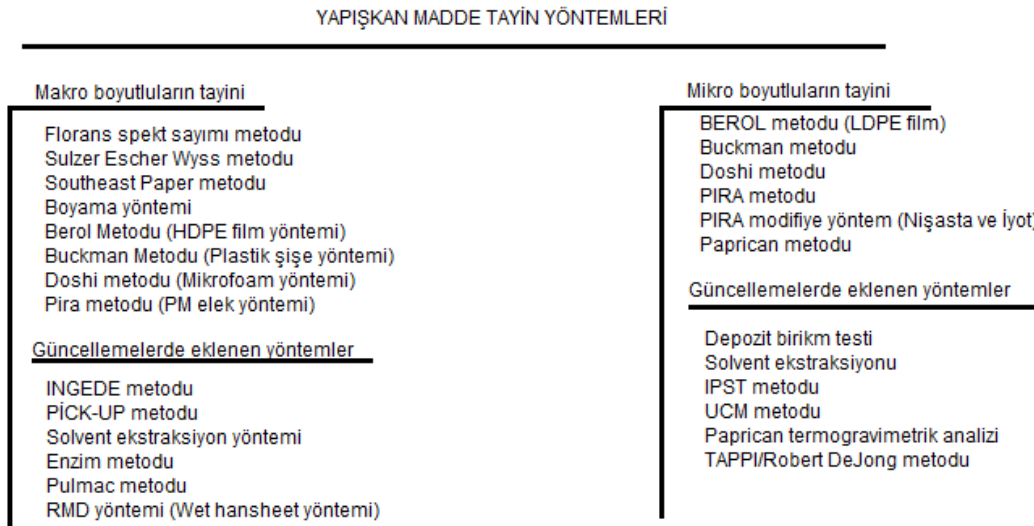 YAPIŞKAN MADDE TAYİN YÖNTEMLERİ
Makro boyutluların tayini
Florans spekt sayımı metodu
Sulzer Escher Wyss metodu
Southeast Paper metodu
Boyama yöntemi
Berol Metodu (HDPE film yöntemi)
Buckman Metodu (Plastik şişe yöntemi)
Doshi metodu (Mikrofoam yöntemi)
Pira metodu (PM elek yöntemi)
Güncellemelerde eklenen yöntemler
INGEDE metodu
PİCK-UP metodu
Solvent ekstraksiyon yöntemi
Enzim metodu
Pulmac metodu
RMD yöntemi (Wet hansheet yöntemi)
Mikro boyutluların tayini
BEROL metodu (LDPE film)
Buckman metodu
Doshi metodu
PIRA metodu
PIRA modifiye yöntem (Nişasta ve İyot)
Paprican metodu
Güncellemelerde eklenen yöntemler
Depozit birikm testi
Solvent ekstraksiyonu
IPST metodu
UCM metodu
Paprican termogravimetrik analizi
TAPPI/Robert DeJong metodu